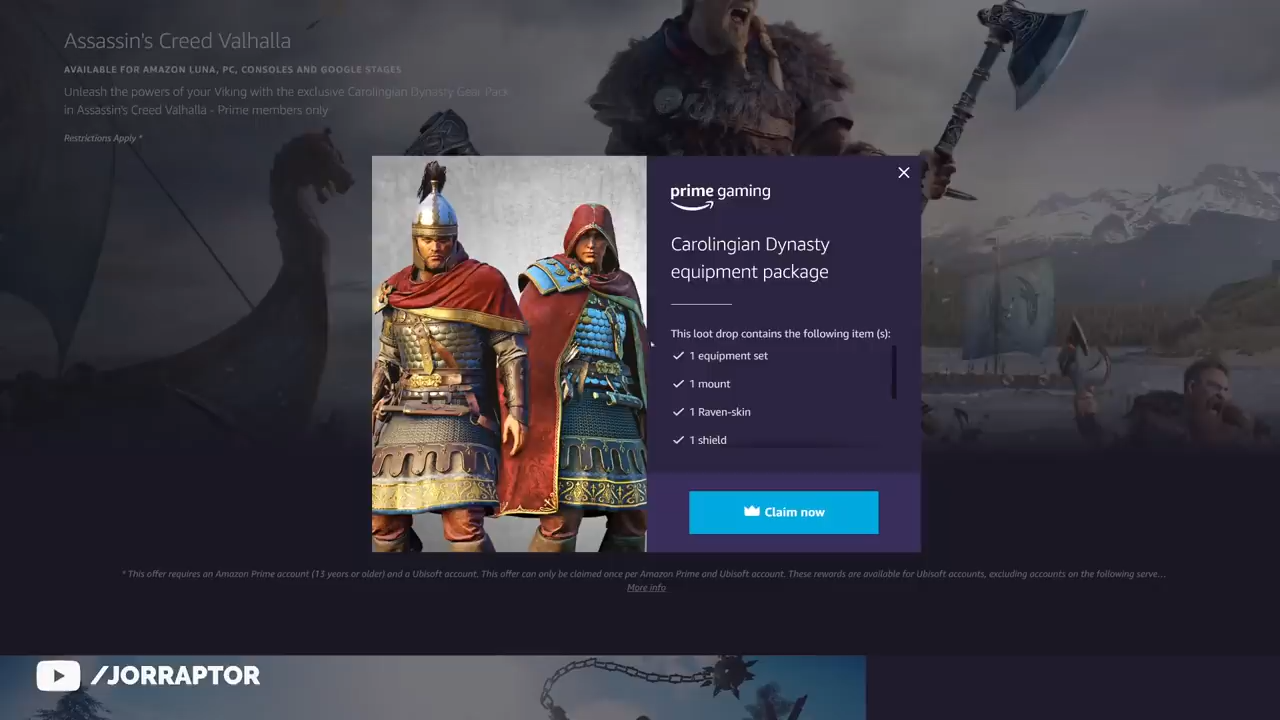 Assassin's Creed Valhalla
AVAILABLE FOR AMAZON LUNA, PC, CONSOLES AND GOOGLE STAGES
Unleash the powers of your Viking with the exclusive Carolingian Dynasty Gear Pack
in Assassin's Creed Valhalla - Prime members only
Restrictions Apply *
prime gaming
Carolingian Dynasty
equipment package
This loot drop contains the following item (s):
1 equipment set
1 mount
1 Raven-skin
1 shield
Claim now
* This offer requires an Amazon Prime account (13 years or older) and a Ubisoft account. This offer can only be claimed once per Amazon Prime and Ubisoft account. These rewards are available for Ubisoft accounts, excluding accounts on the following serve...
More info
/JORRAPTOR